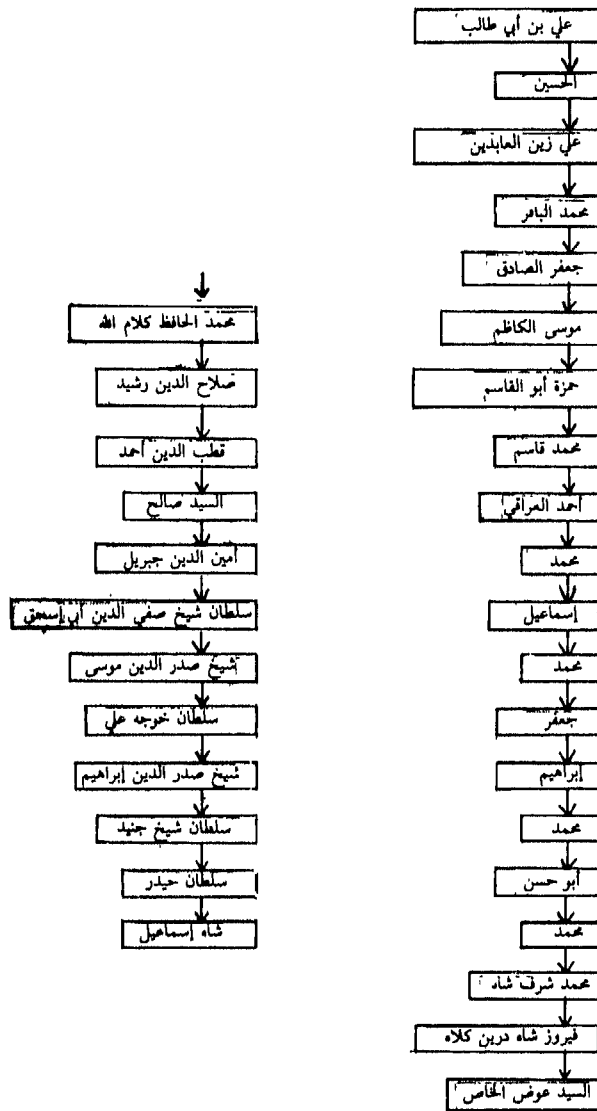 علي بن أبي طالب
الحسين
علي زين العابدين
محمد الباقر
جعفر الصادق
موسى الكاظم
حمزة أبو القاسم
محمد قاسم
أحمد العراقي
محمد
إسماعيل
محمد
جعفر
إبراهيم
محمد
أبو حسن
محمد
محمد شرف شاه
فيروز شاه درين كلاه
السيد عوض الخاص
محمد الحافظ كلام الله
صلاح الدين رشيد
قطب الدين أحمد
السيد صالح
أمين الدين جبريل
سلطان شيخ صفي الدين أبي إسحق
شيخ صدر الدين موسى
سلطان خوجه علي
شيخ صدر الدين إبراهيم
سلطان شيخ جنيد
سلطان حيدر
شاه إسماعيل